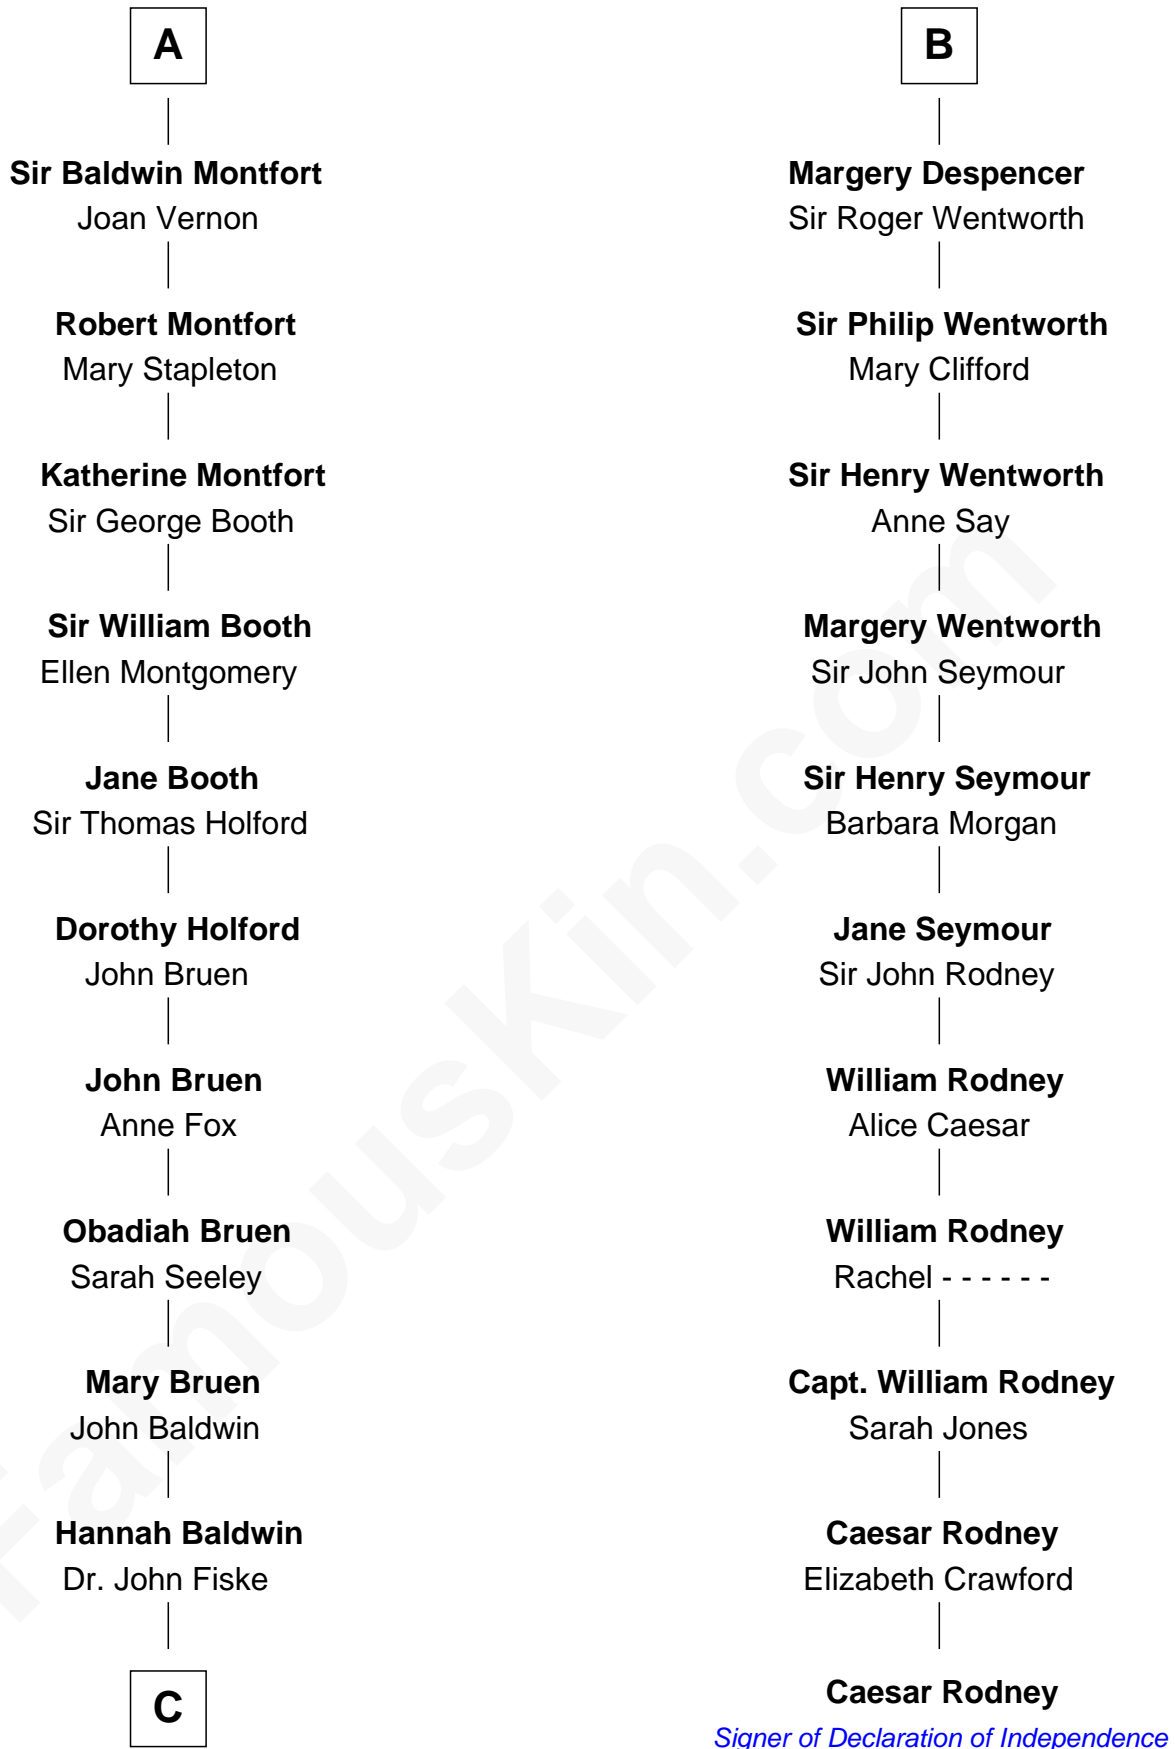 A
Sir Baldwin Montfort
Joan Vernon
Robert Montfort
Mary Stapleton
Katherine Montfort
Sir George Booth
Sir William Booth
Ellen Montgomery
Jane Booth
Sir Thomas Holford
Dorothy Holford
John Bruen
John Bruen
Anne Fox
Obadiah Bruen
Sarah Seeley
Mary Bruen
John Baldwin
Hannah Baldwin
Dr. John Fiske
C
B
Margery Despencer
Sir Roger Wentworth
Sir Philip Wentworth
Mary Clifford
Sir Henry Wentworth
Anne Say
Margery Wentworth
Sir John Seymour
Sir Henry Seymour
Barbara Morgan
Jane Seymour
Sir John Rodney
William Rodney
Alice Caesar
William Rodney
Rachel - - - - - -
Capt. William Rodney
Sarah Jones
Caesar Rodney
Elizabeth Crawford
Caesar Rodney
Signer of Declaration of Independence
FamousKin.com